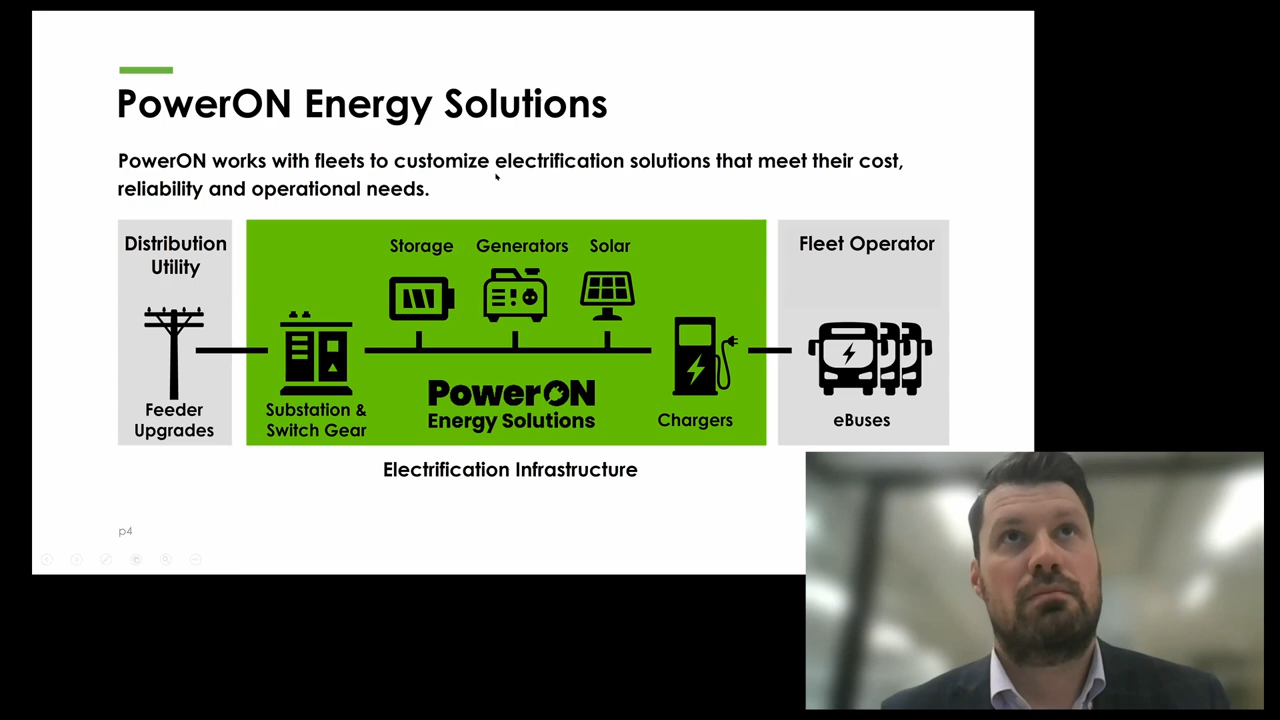 PowerON Energy Solutions
PowerON works with fleets to customize electrification solutions that meet their cost,
reliability and operational needs.
Distribution
Utility
Feeder
Upgrades
Storage
Generators
Solar
Substation &
Switch Gear
PowerON
Energy Solutions
Chargers
Fleet Operator
eBuses
Electrification Infrastructure
p4